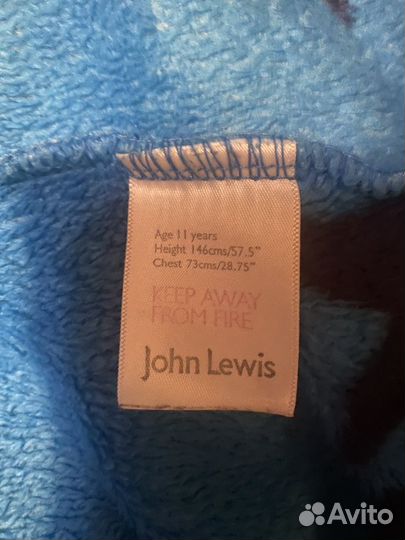 Age 11 years
Height 146cms/57.5"
Chest 73cms/28.75"
KEEP AWAY
FROM FIRE
John Lewis
Avito